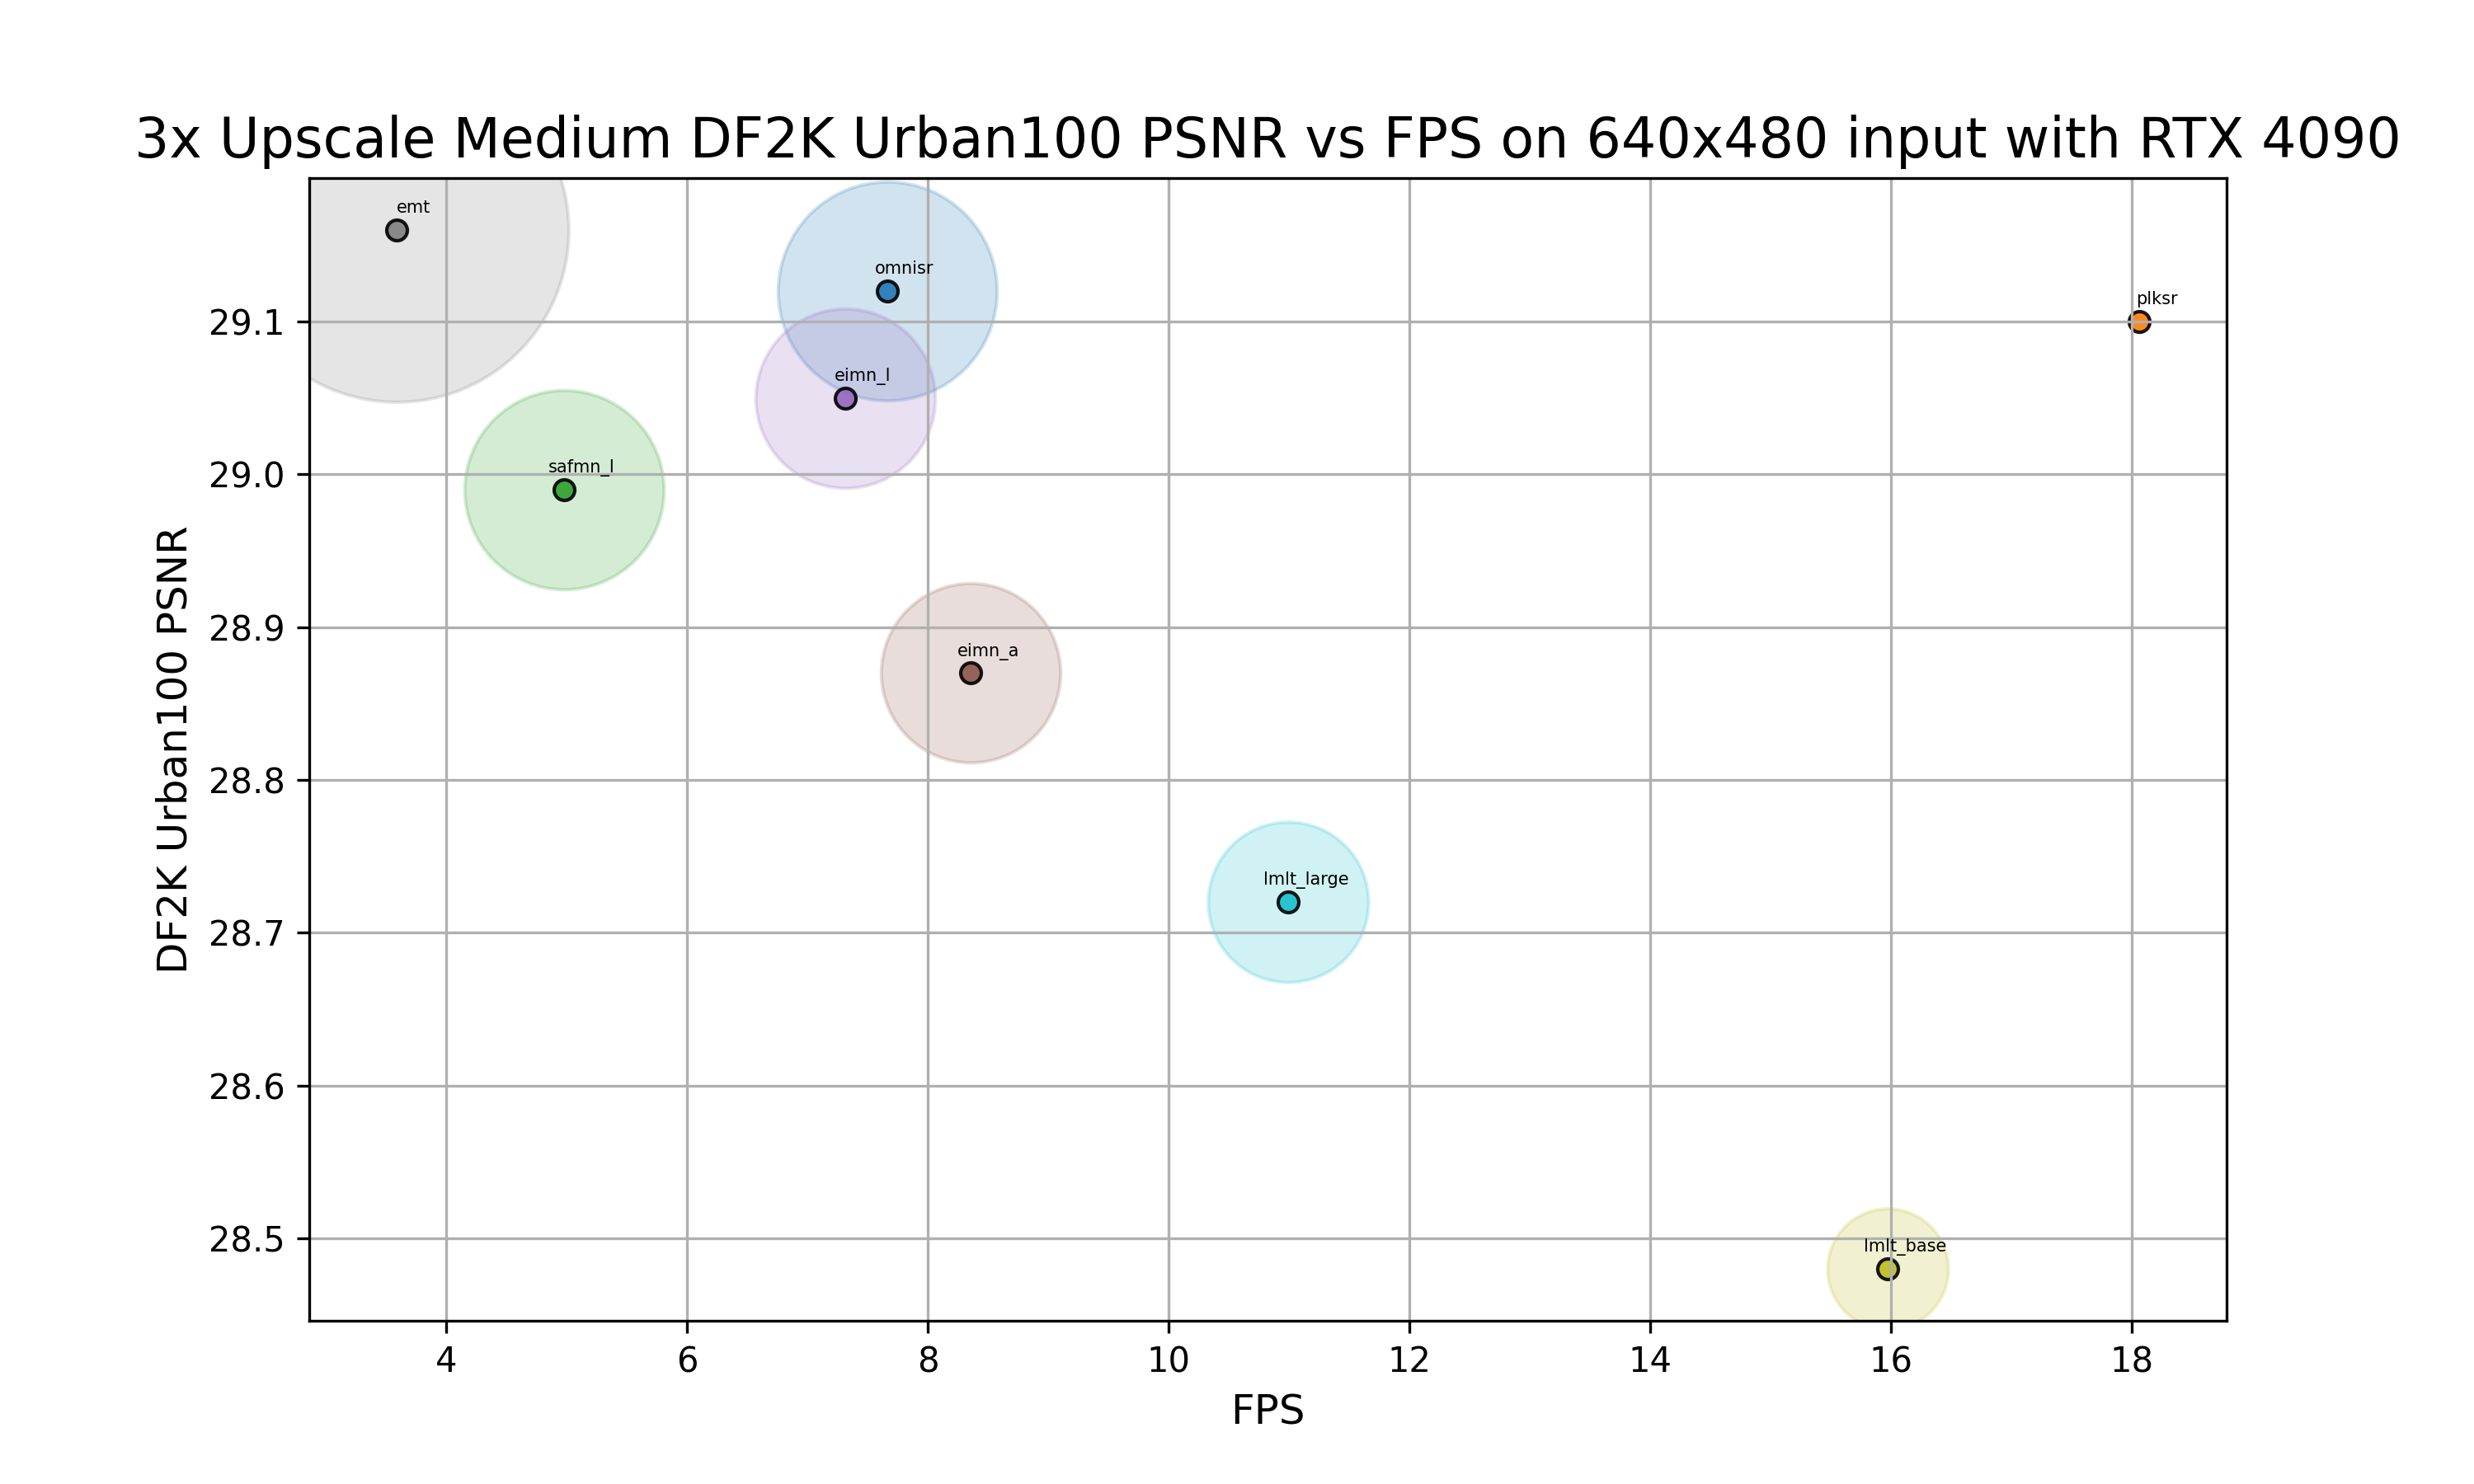 3x Upscale Medium DF2K Urban100 PSNR vs FPS on 640x480 input with RTX 4090
emt
omnisr
plksr
29.1
eimn_l
safmn_l
29.0
28.9
eimn_a
28.8
lmlt_large
28.7
28.6
28.5
lmlt_base
DF2K Urban100 PSNR
4 6 8 10 12 14 16 18
FPS